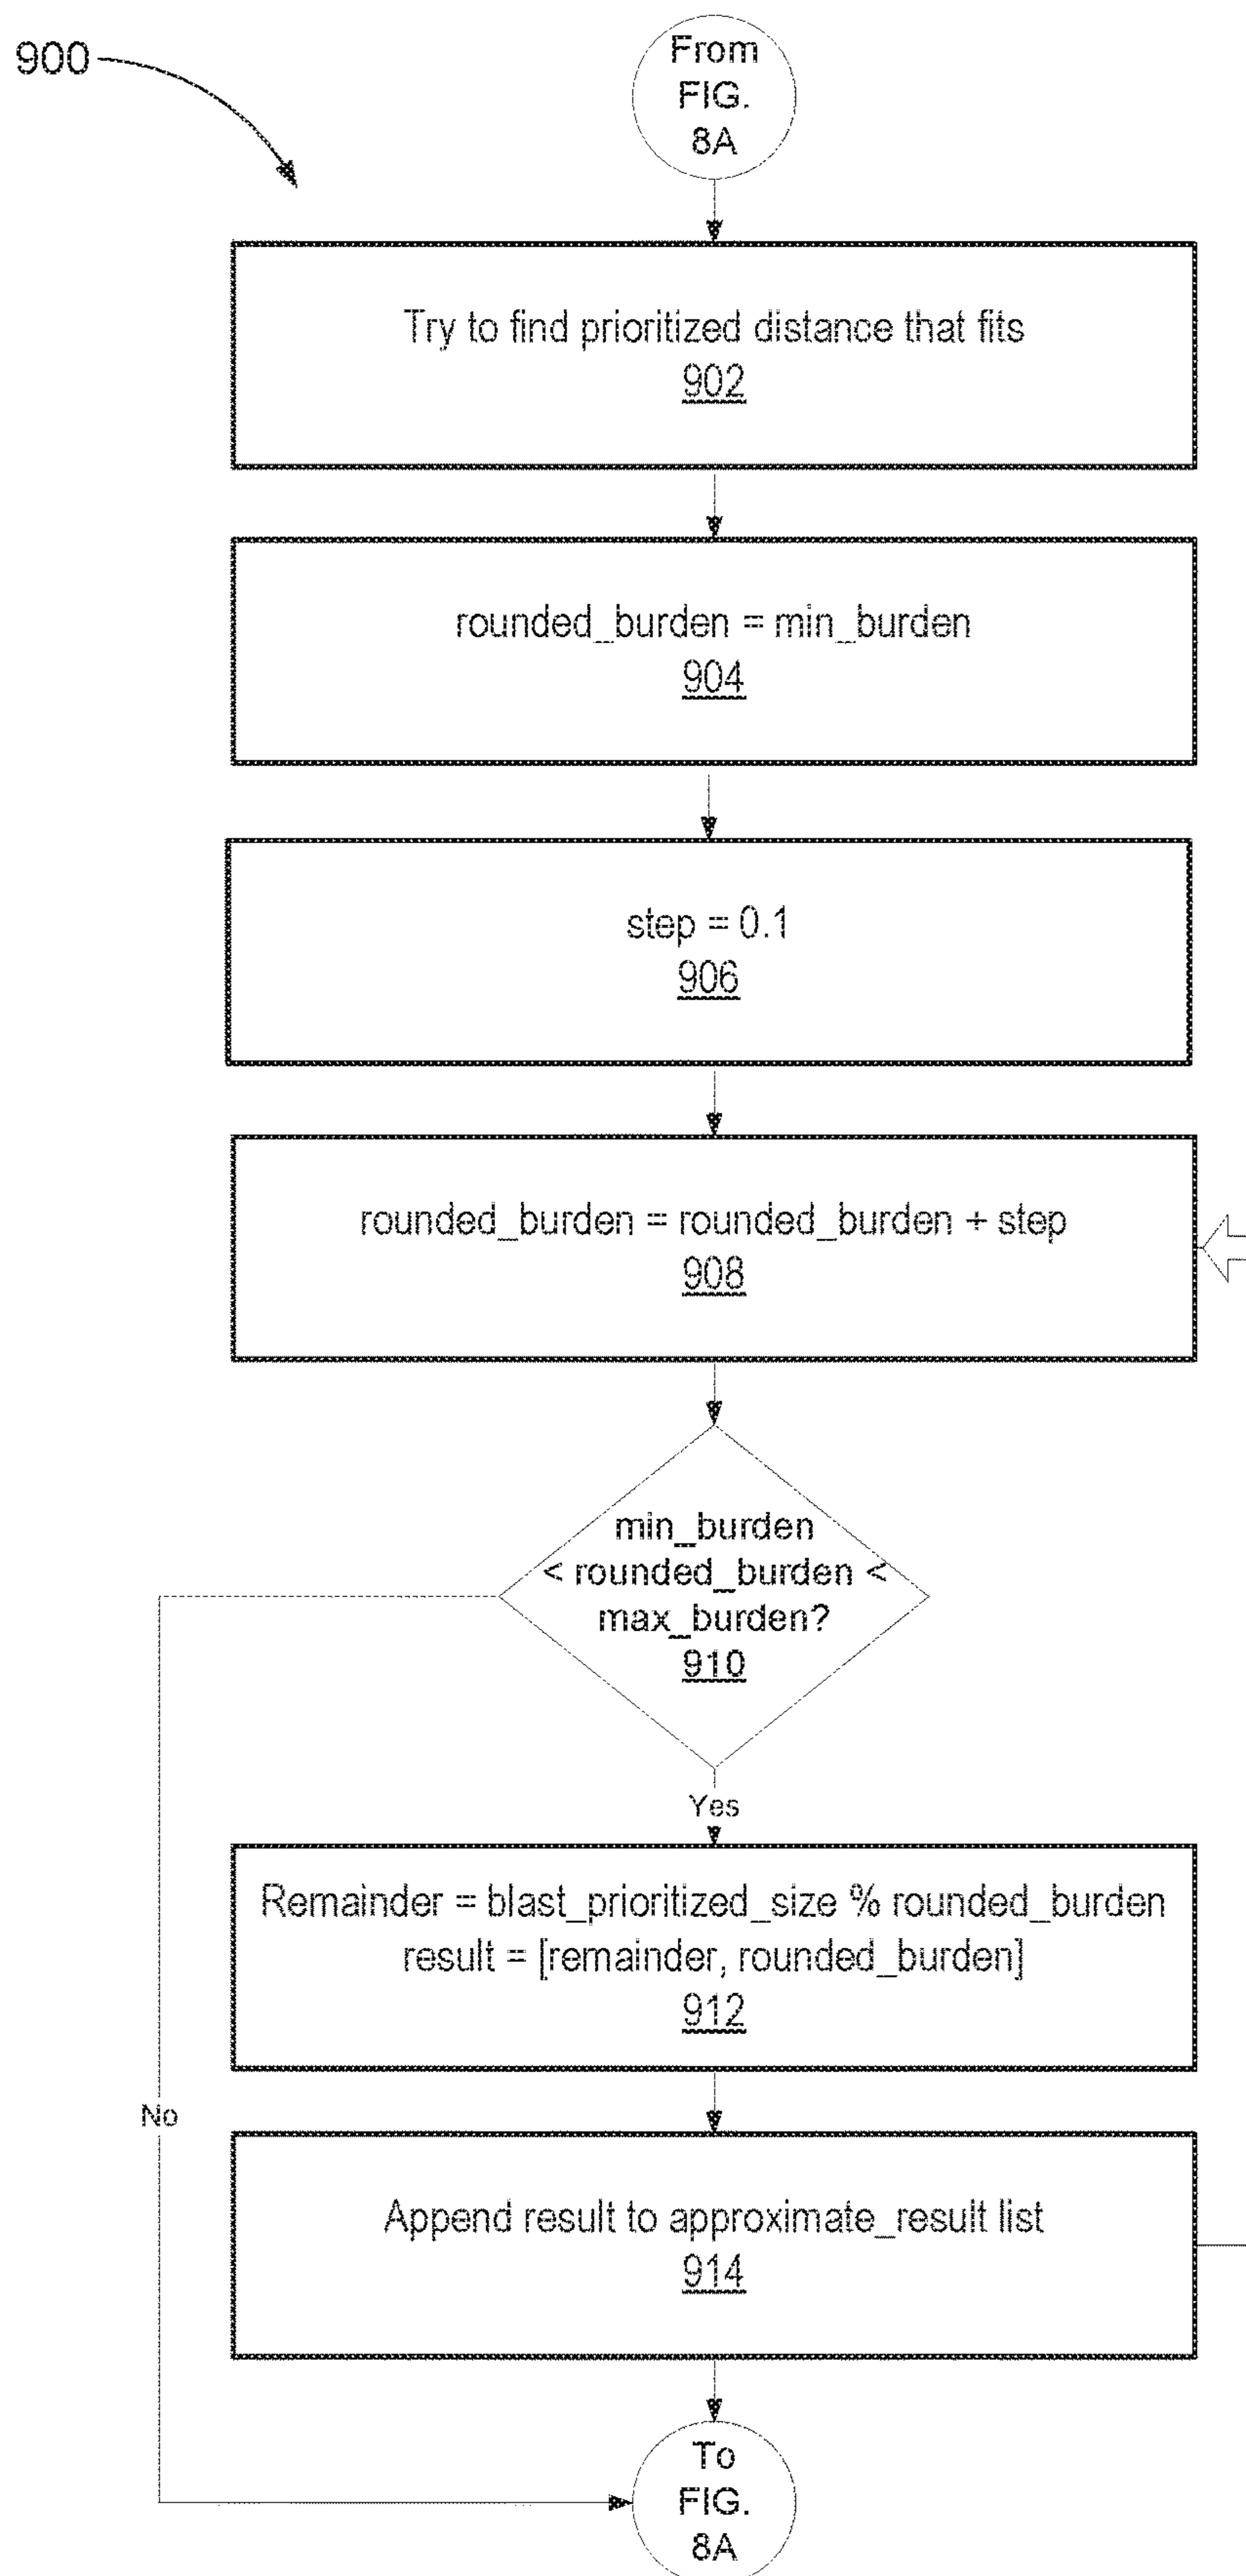 900
From
FIG.
8A
Try to find prioritized distance that fits
902
rounded_burden = min_burden
904
step = 0.1
906
rounded_burden = rounded_burden + step
908
min_burden
< rounded_burden <
max_burden?
910
Yes
Remainder = blast_prioritized_size % rounded_burden
result = [remainder, rounded_burden]
912
No
Append result to approximate_result list
914
To
FIG.
8A